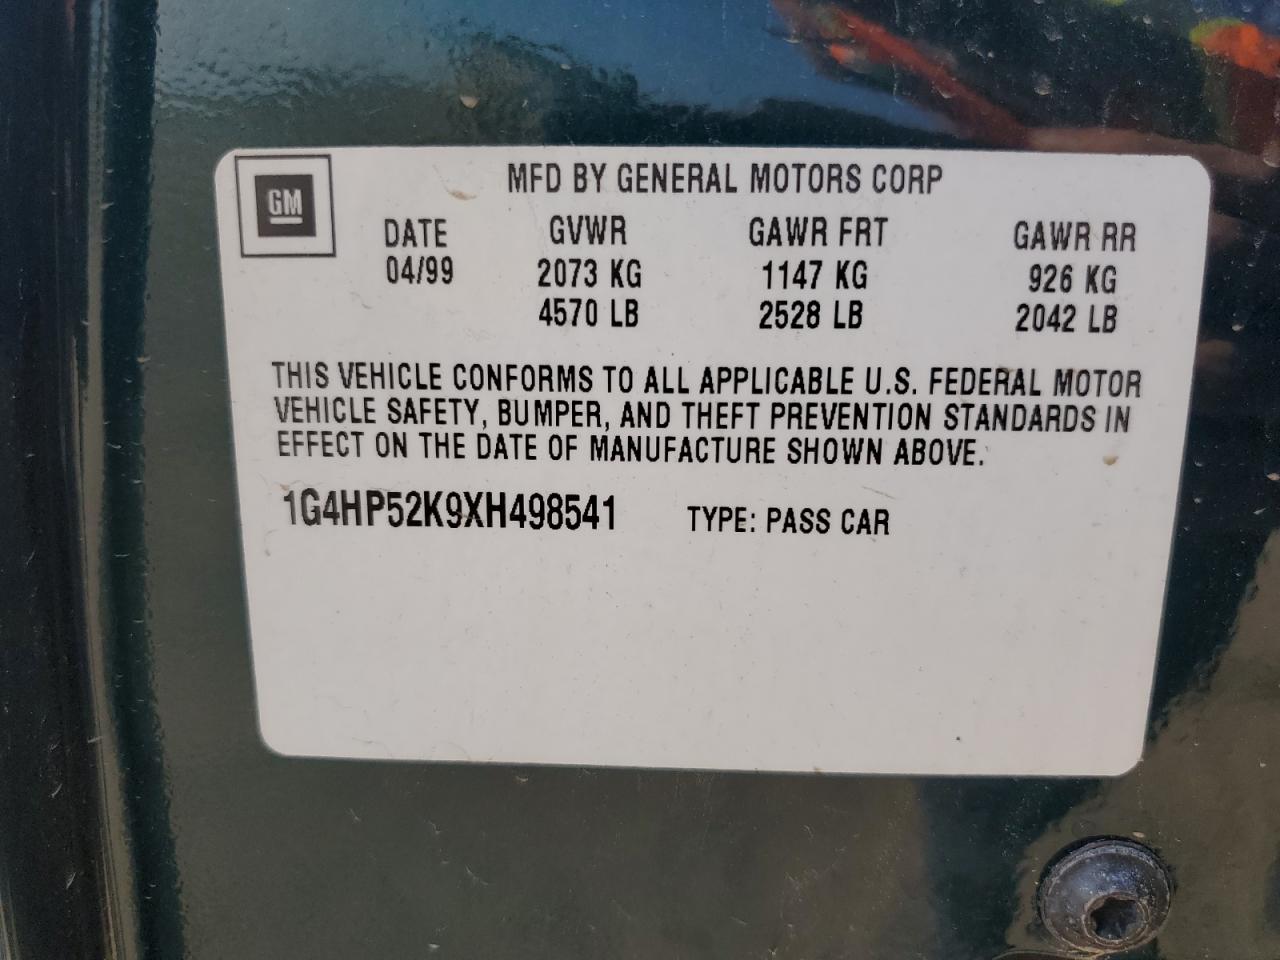 MFD BY GENERAL MOTORS CORP
GM
DATE GVWR GAWR FRT GAWR RR
04/99 2073 KG 1147 KG 926 KG
4570 LB 2528 LB 2042 LB
THIS VEHICLE CONFORMS TO ALL APPLICABLE U.S. FEDERAL MOTOR
VEHICLE SAFETY, BUMPER, AND THEFT PREVENTION STANDARDS IN
EFFECT ON THE DATE OF MANUFACTURE SHOWN ABOVE.
1G4HP52K9XH498541 TYPE: PASS CAR